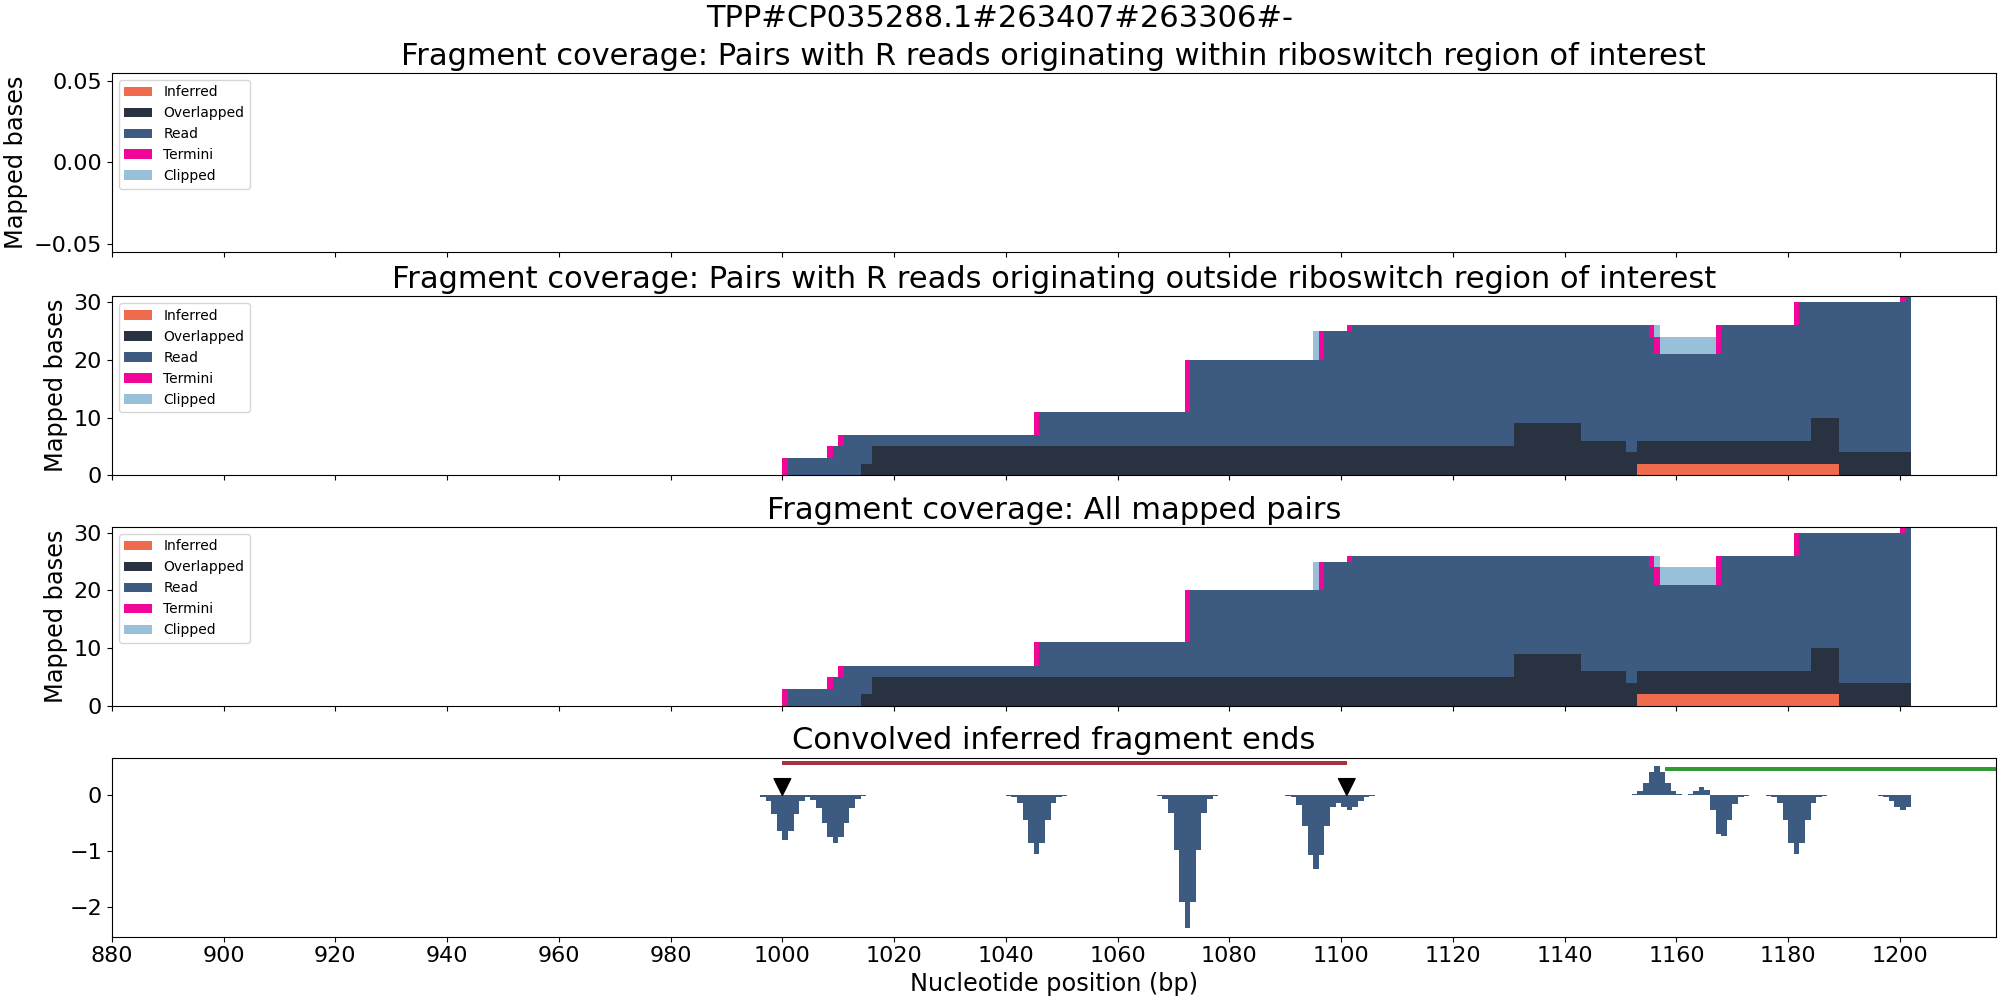 TPP#CP035288.1#263407#263306#-
Fragment coverage: Pairs with R reads originating within riboswitch region of interest
0.05
0.00
−0.05
Mapped bases
Inferred
Overlapped
Read
Termini
Clipped
Fragment coverage: Pairs with R reads originating outside riboswitch region of interest
30
20
10
0
Mapped bases
Inferred
Overlapped
Read
Termini
Clipped
Fragment coverage: All mapped pairs
30
20
10
0
Mapped bases
Inferred
Overlapped
Read
Termini
Clipped
Convolved inferred fragment ends
0
−1
−2
880 900 920 940 960 980 1000 1020 1040 1060 1080 1100 1120 1140 1160 1180 1200
Nucleotide position (bp)